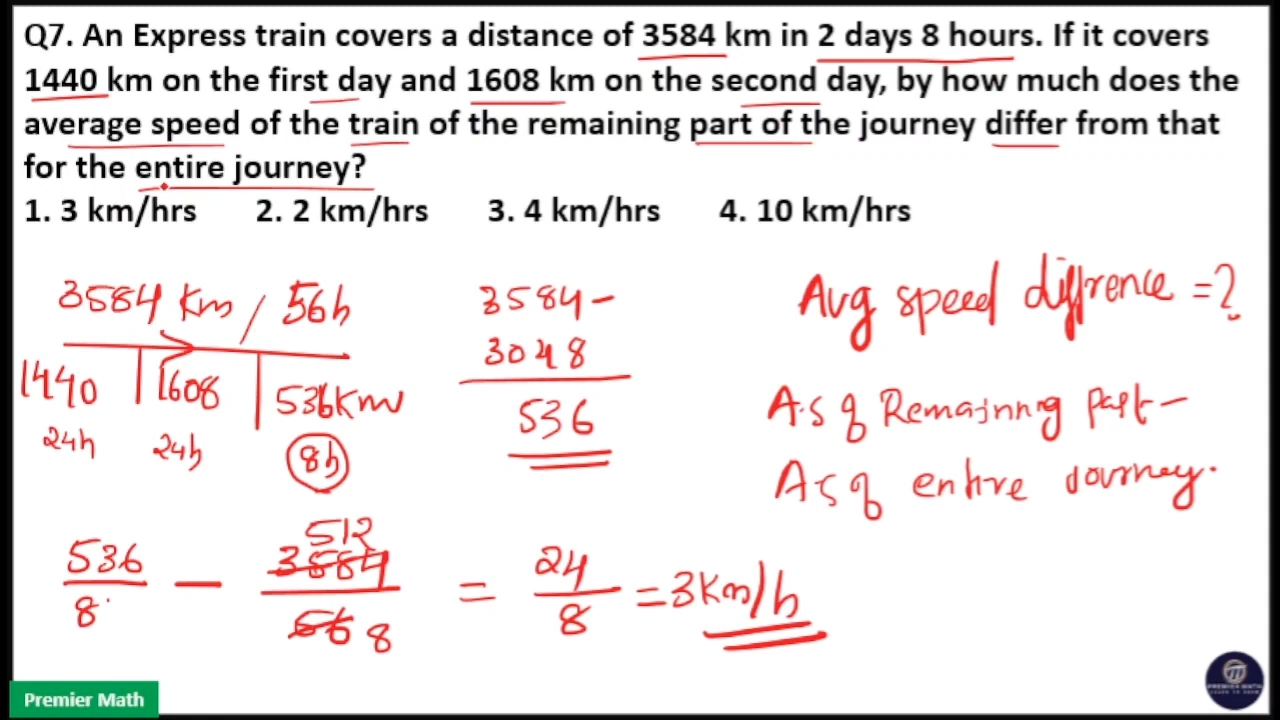 Q7. An Express train covers a distance of 3584 km in 2 days 8 hours. If it covers
1440 km on the first day and 1608 km on the second day, by how much does the
average speed of the train of the remaining part of the journey differ from that
for the entire journey?
1. 3 km/hrs 2. 2 km/hrs 3. 4 km/hrs 4. 10 km/hrs
3584 Km / 56h
1440 1608 536Km
24h 24h 8h
3584 -
3048
536
Avg speed diffrence = ?
A.S of Remainnng Part -
A.S of entire Journey.
536/8 - 3584/56 512/8 = 24/8 = 3Km/h
Premier Math
PREMIER MATH